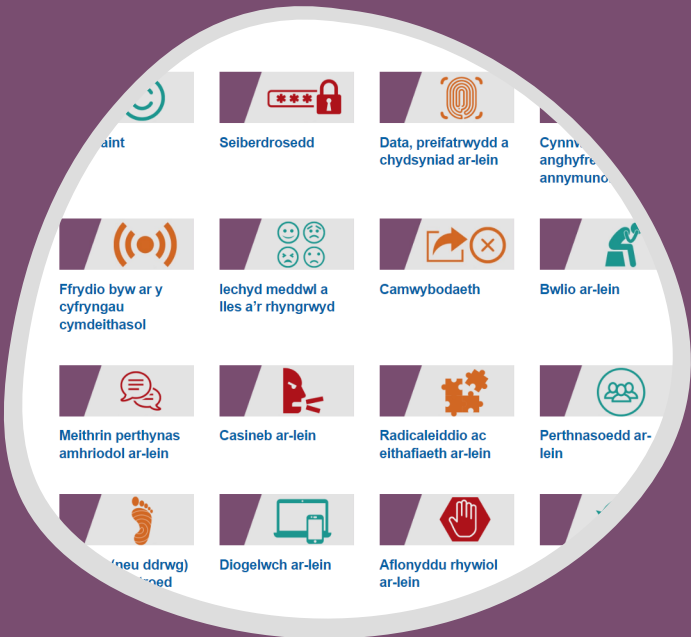 Seiberdrosedd
Data, preifatrwydd a
chydsyniad ar-lein
Ffrydio byw ar y
cyfryngau
cymdeithasol
Iechyd meddwl a
lles a'r rhyngrwyd
Camwybodaeth
Bwlio ar-lein
Meithrin perthynas
amhriodol ar-lein
Casineb ar-lein
Radicaleiddio ac
eithafiaeth ar-lein
Perthnasoedd ar-
lein
(neu ddrwg)
Diogelwch ar-lein
Aflonyddu rhywiol
ar-lein